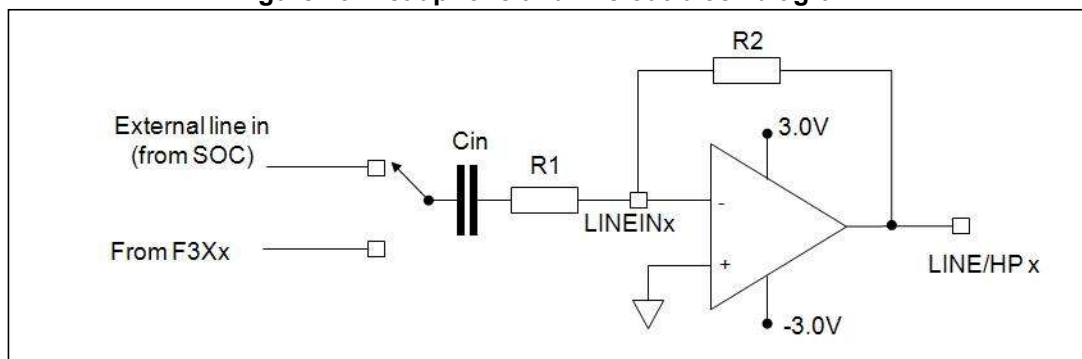 R2
External line in
(from SOC)
Cin
R1
3.0V
-
LINEINx
+
From F3Xx
LINE/HP x
-3.0V